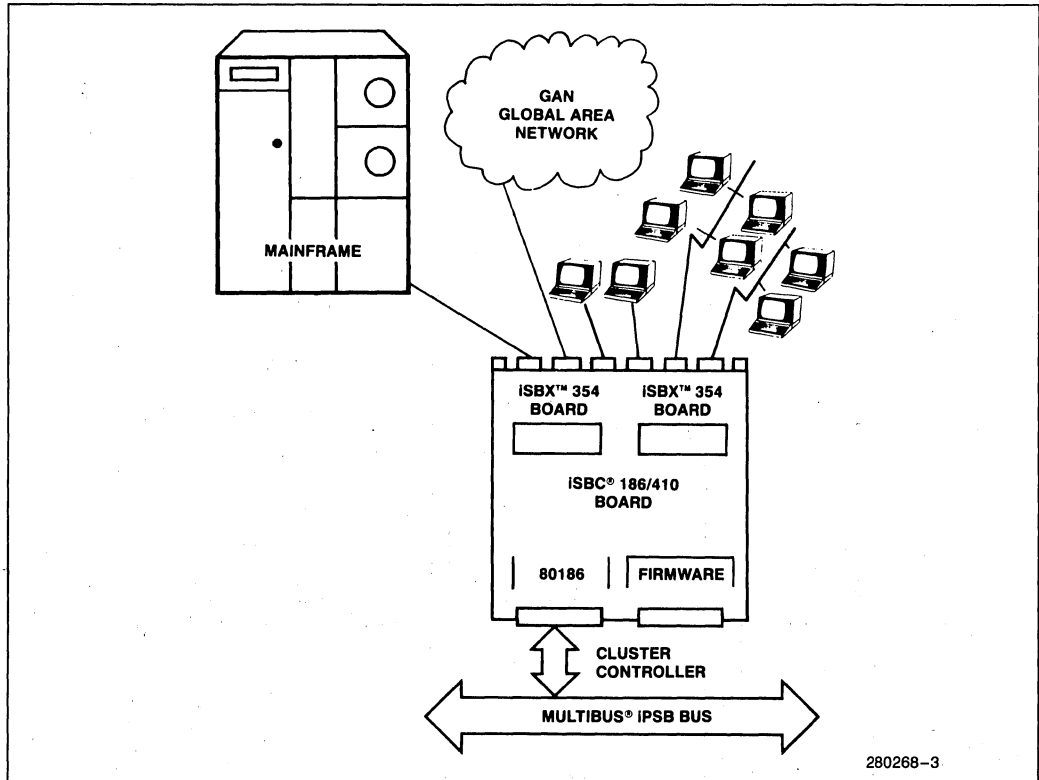 GAN
GLOBAL AREA
NETWORK
MAINFRAME
iSBX™ 354
BOARD
iSBX™ 354
BOARD
iSBC® 186/410
BOARD
80186
FIRMWARE
CLUSTER
CONTROLLER
MULTIBUS® iPSB BUS
280268-3